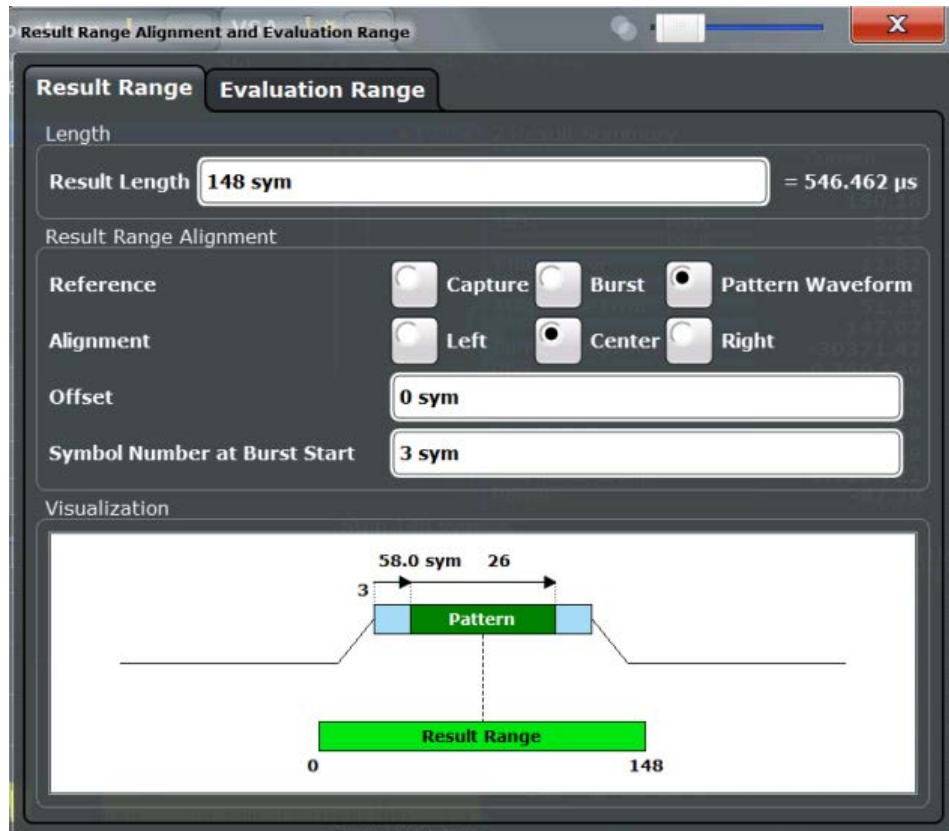 Result Range Alignment and Evaluation Range
X
Result Range Evaluation Range
Length
Result Length 148 sym = 546.462 µs
Result Range Alignment
Reference Capture Burst Pattern Waveform
Alignment Left Center Right
Offset 0 sym
Symbol Number at Burst Start 3 sym
Visualization
58.0 sym 26
3
Pattern
Result Range
0 148